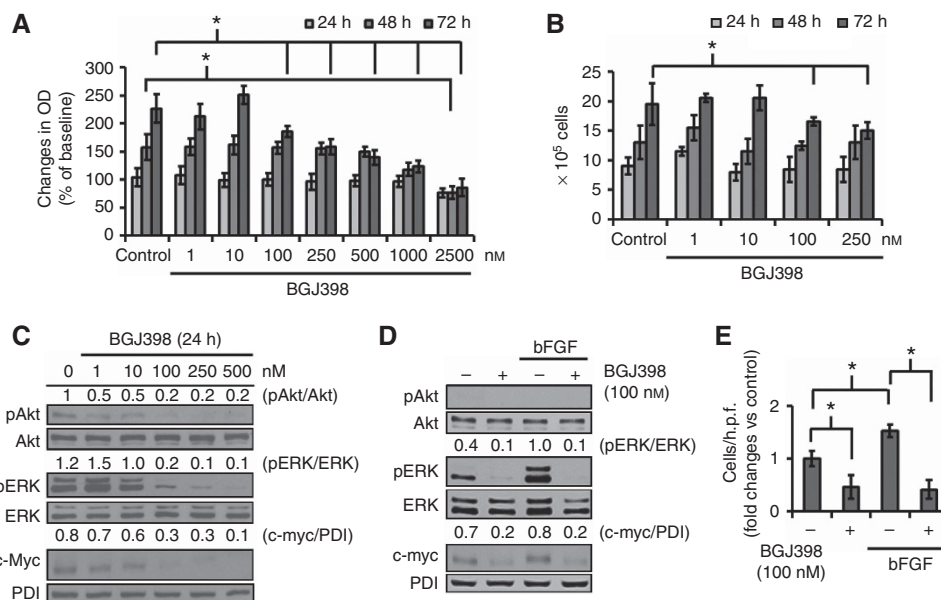 A
24 h 48 h 72 h
*
*
Changes in OD
(% of baseline)
300
250
200
150
100
50
0
Control 1 10 100 250 500 1000 2500 nM
BGJ398
B
24 h 48 h 72 h
*
× 10⁵ cells
25
20
15
10
5
0
Control 1 10 100 250 nM
BGJ398
C
BGJ398 (24 h)
0 1 10 100 250 500 nM
1 0.5 0.5 0.2 0.2 0.2 (pAkt/Akt)
pAkt
Akt
1.2 1.5 1.0 0.2 0.1 0.1 (pERK/ERK)
pERK
ERK
0.8 0.7 0.6 0.3 0.3 0.1 (c-myc/PDI)
c-Myc
PDI
D
bFGF
– + – + BGJ398
(100 nM)
pAkt
Akt
0.4 0.1 1.0 0.1 (pERK/ERK)
pERK
ERK
0.7 0.2 0.8 0.2 (c-myc/PDI)
c-myc
PDI
E
*
*
*
Cells/h.p.f.
(fold changes vs control)
2
1
0
– + – +
BGJ398
(100 nM)
bFGF